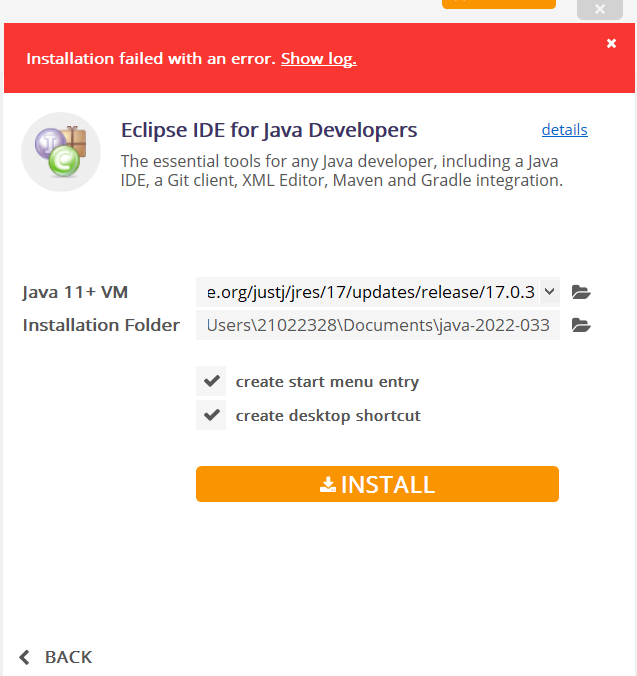 Installation failed with an error. Show log.
Eclipse IDE for Java Developers
details
The essential tools for any Java developer, including a Java
IDE, a Git client, XML Editor, Maven and Gradle integration.
Java 11+ VM
e.org/justj/jres/17/updates/release/17.0.3
Installation Folder
Users\21022328\Documents\java-2022-033
create start menu entry
create desktop shortcut
INSTALL
BACK